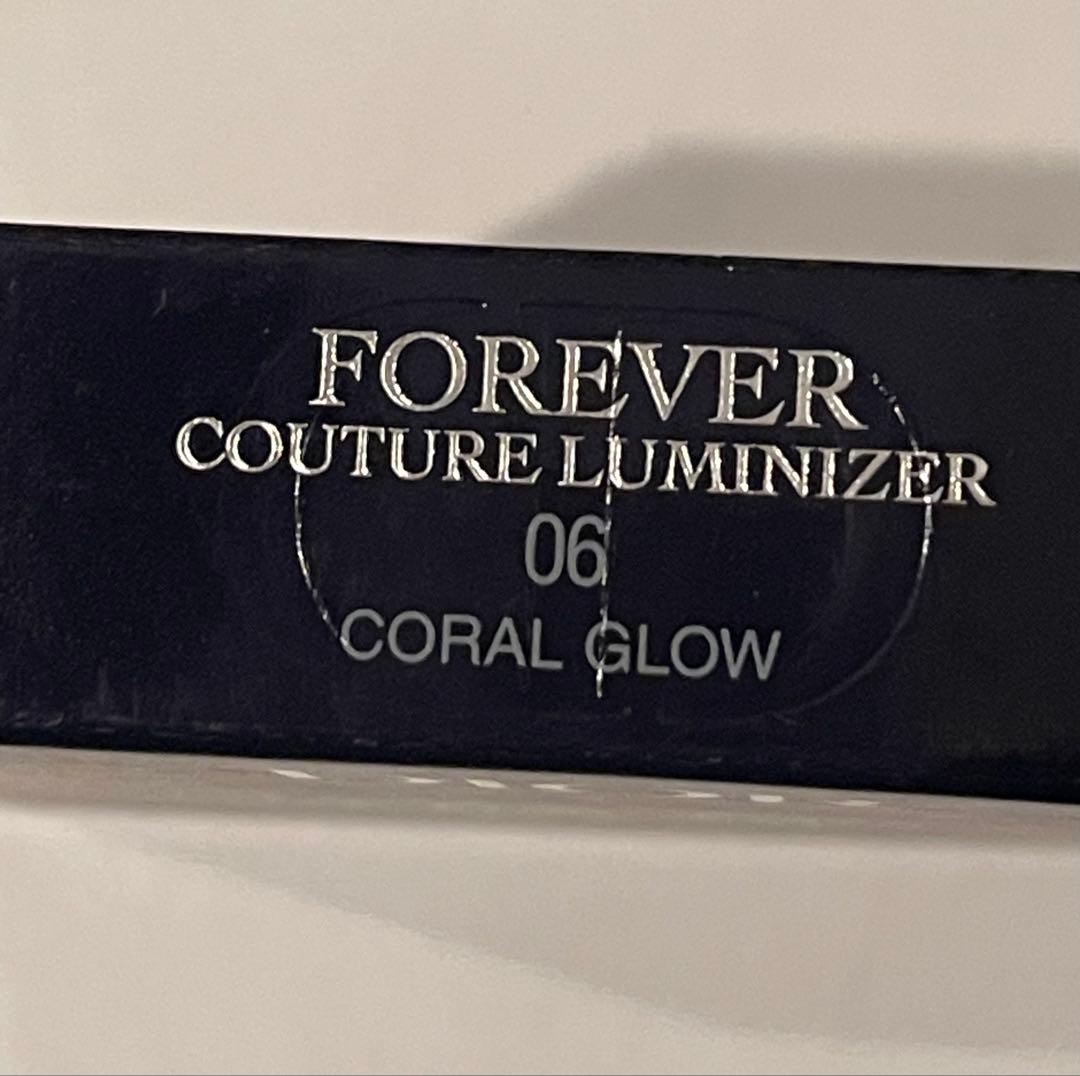 FOREVER
COUTURE LUMINIZER
06
CORAL GLOW